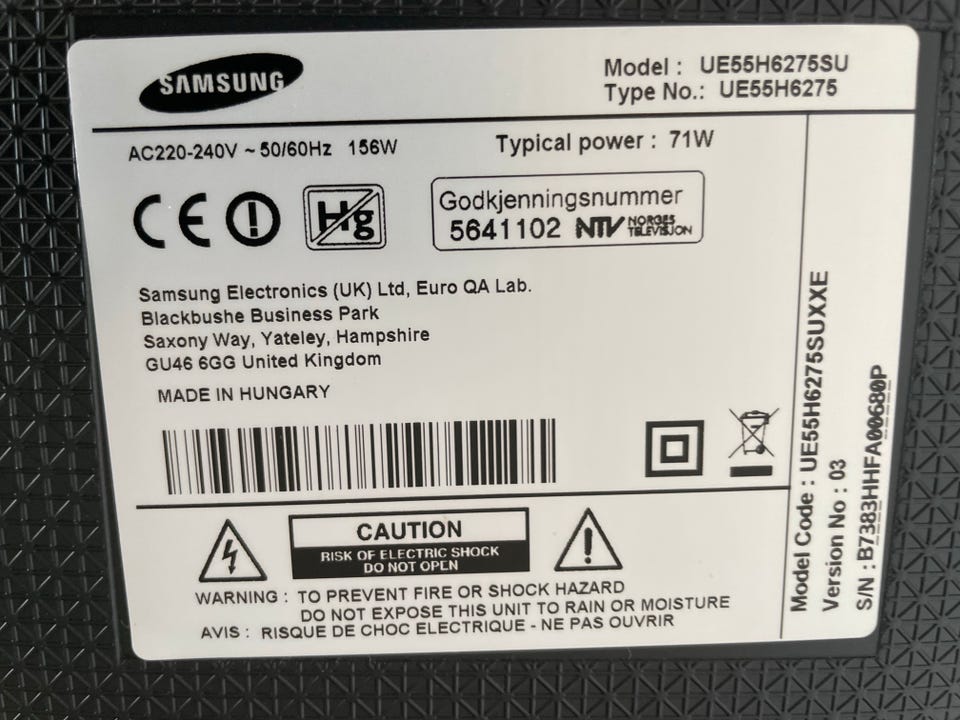 SAMSUNG
Model : UE55H6275SU
Type No.: UE55H6275
AC220-240V ~ 50/60Hz 156W
Typical power : 71W
CE
Hg
Godkjenningsnummer
5641102 NTV NORGES TELEVISJON
Samsung Electronics (UK) Ltd, Euro QA Lab.
Blackbushe Business Park
Saxony Way, Yateley, Hampshire
GU46 6GG United Kingdom
MADE IN HUNGARY
CAUTION
RISK OF ELECTRIC SHOCK
DO NOT OPEN
WARNING : TO PREVENT FIRE OR SHOCK HAZARD
DO NOT EXPOSE THIS UNIT TO RAIN OR MOISTURE
AVIS : RISQUE DE CHOC ELECTRIQUE - NE PAS OUVRIR
Model Code : UE55H6275SUXXE
Version No : 03
S/N : B7383HHFA00680P